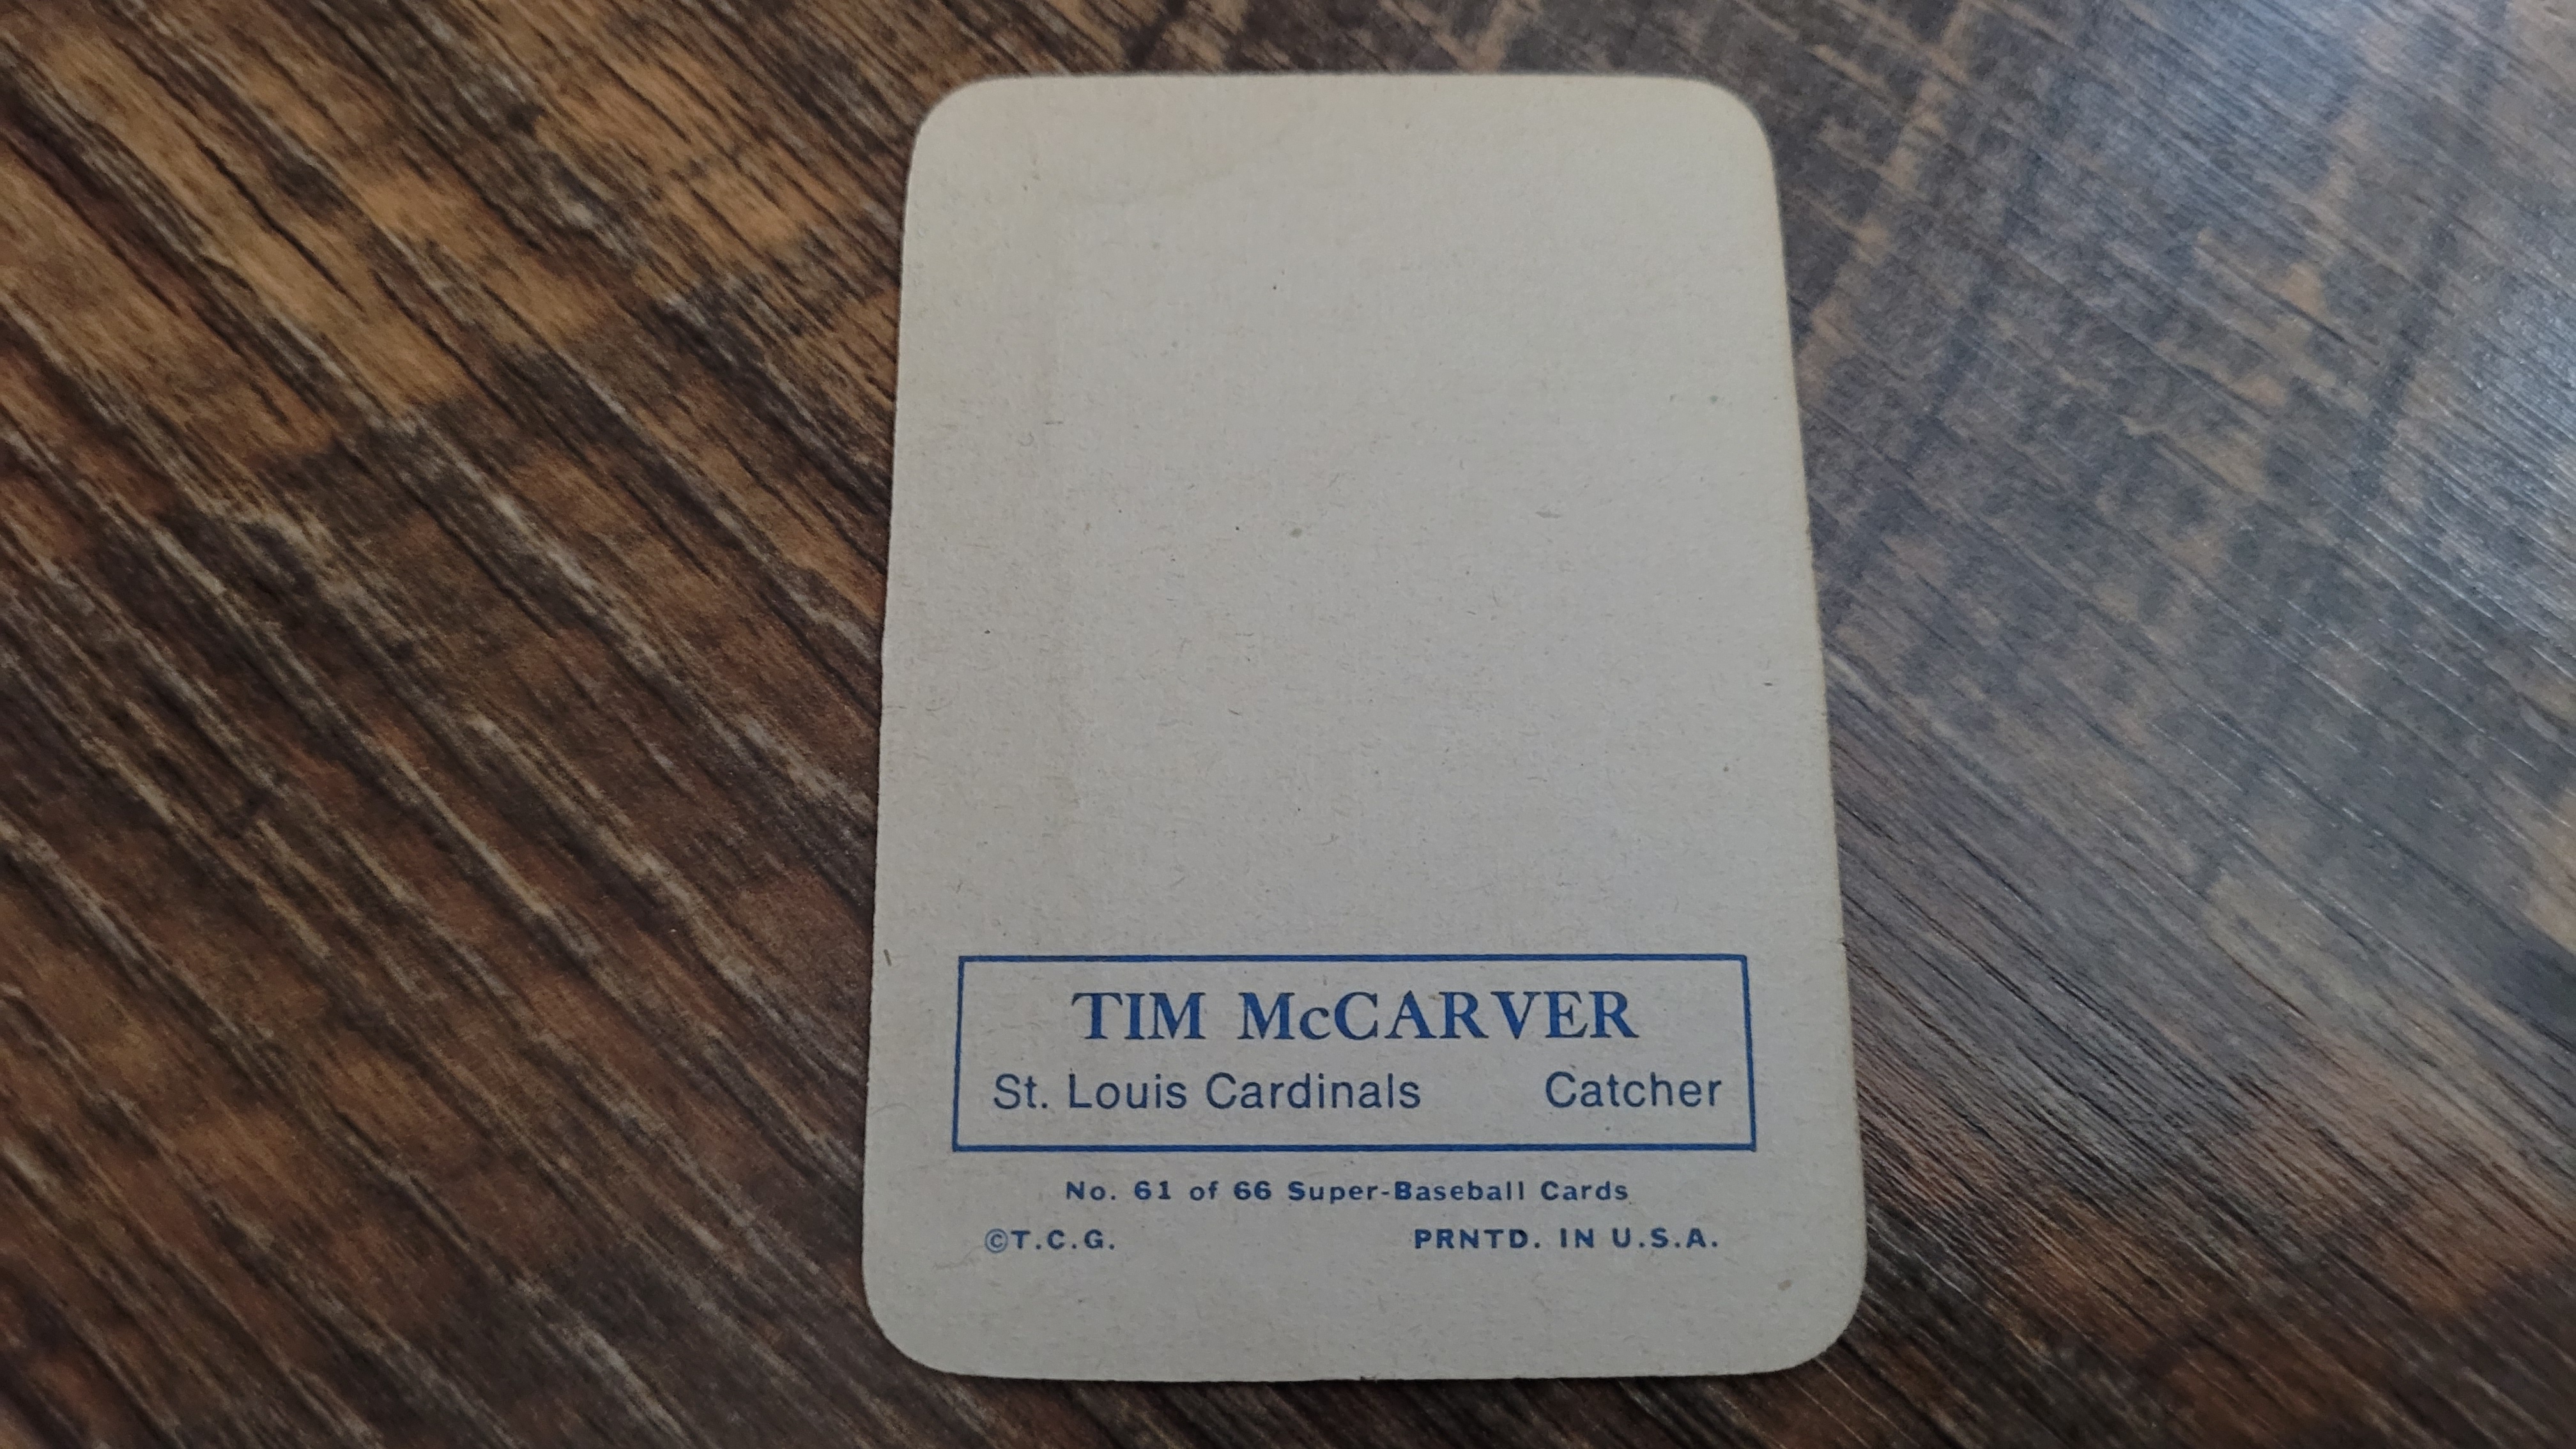 TIM McCARVER
St. Louis Cardinals Catcher
No. 61 of 66 Super-Baseball Cards
©T.C.G. PRNTD. IN U.S.A.